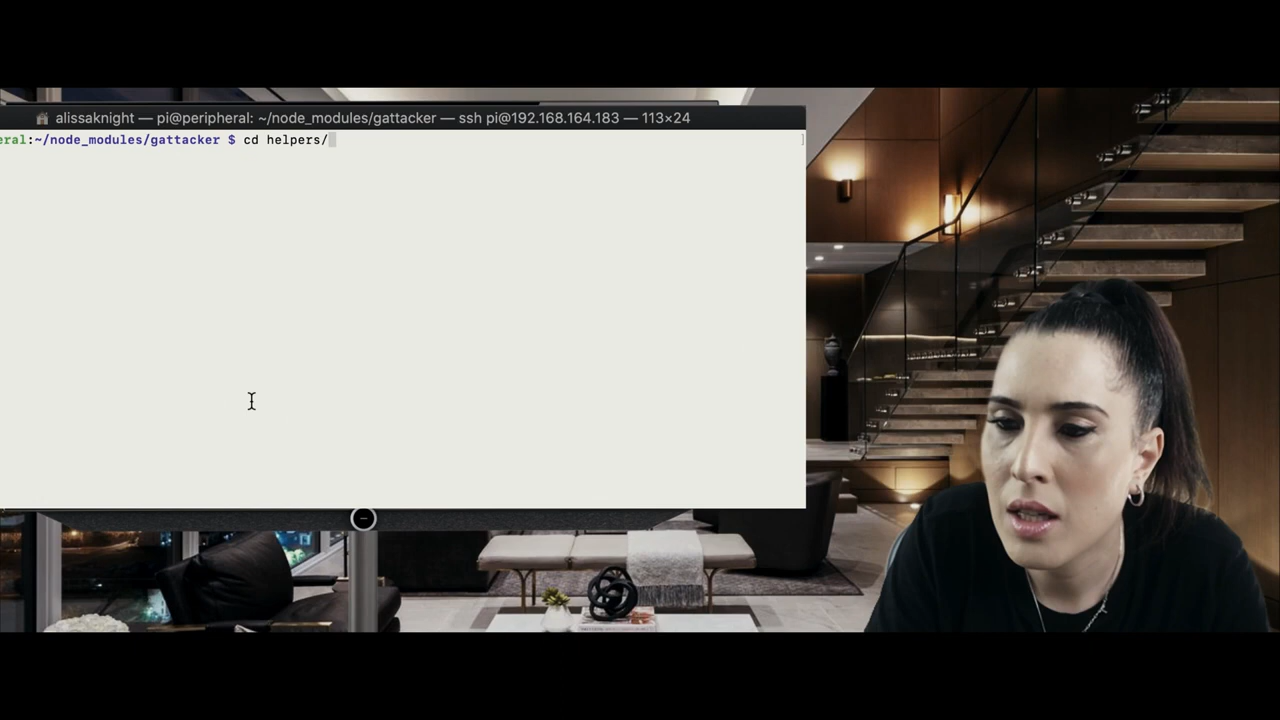 alissaknight — pi@peripheral: ~/node_modules/gattacker — ssh pi@192.168.164.183 — 113×24
eral:~/node_modules/gattacker $ cd helpers/